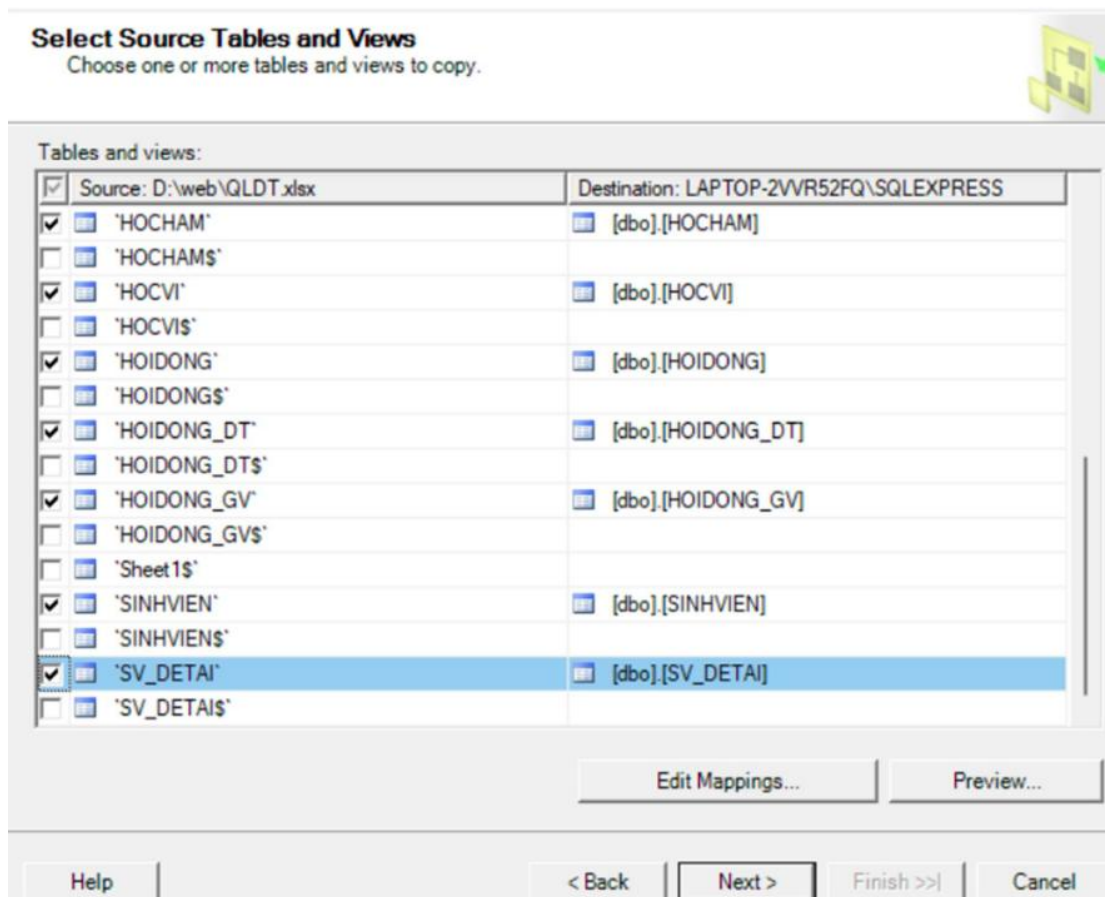 Select Source Tables and Views
Choose one or more tables and views to copy.
Tables and views:
Source: D:\web\QLDT.xlsx Destination: LAPTOP-2VVR52FQ\SQLEXPRESS
`HOCHAM` [dbo].[HOCHAM]
`HOCHAM$`
`HOCVI` [dbo].[HOCVI]
`HOCVI$`
`HOIDONG` [dbo].[HOIDONG]
`HOIDONG$`
`HOIDONG_DT` [dbo].[HOIDONG_DT]
`HOIDONG_DT$`
`HOIDONG_GV` [dbo].[HOIDONG_GV]
`HOIDONG_GV$`
`Sheet1$`
`SINHVIEN` [dbo].[SINHVIEN]
`SINHVIEN$`
`SV_DETAI` [dbo].[SV_DETAI]
`SV_DETAI$`
Edit Mappings... Preview...
Help < Back Next > Finish >>| Cancel